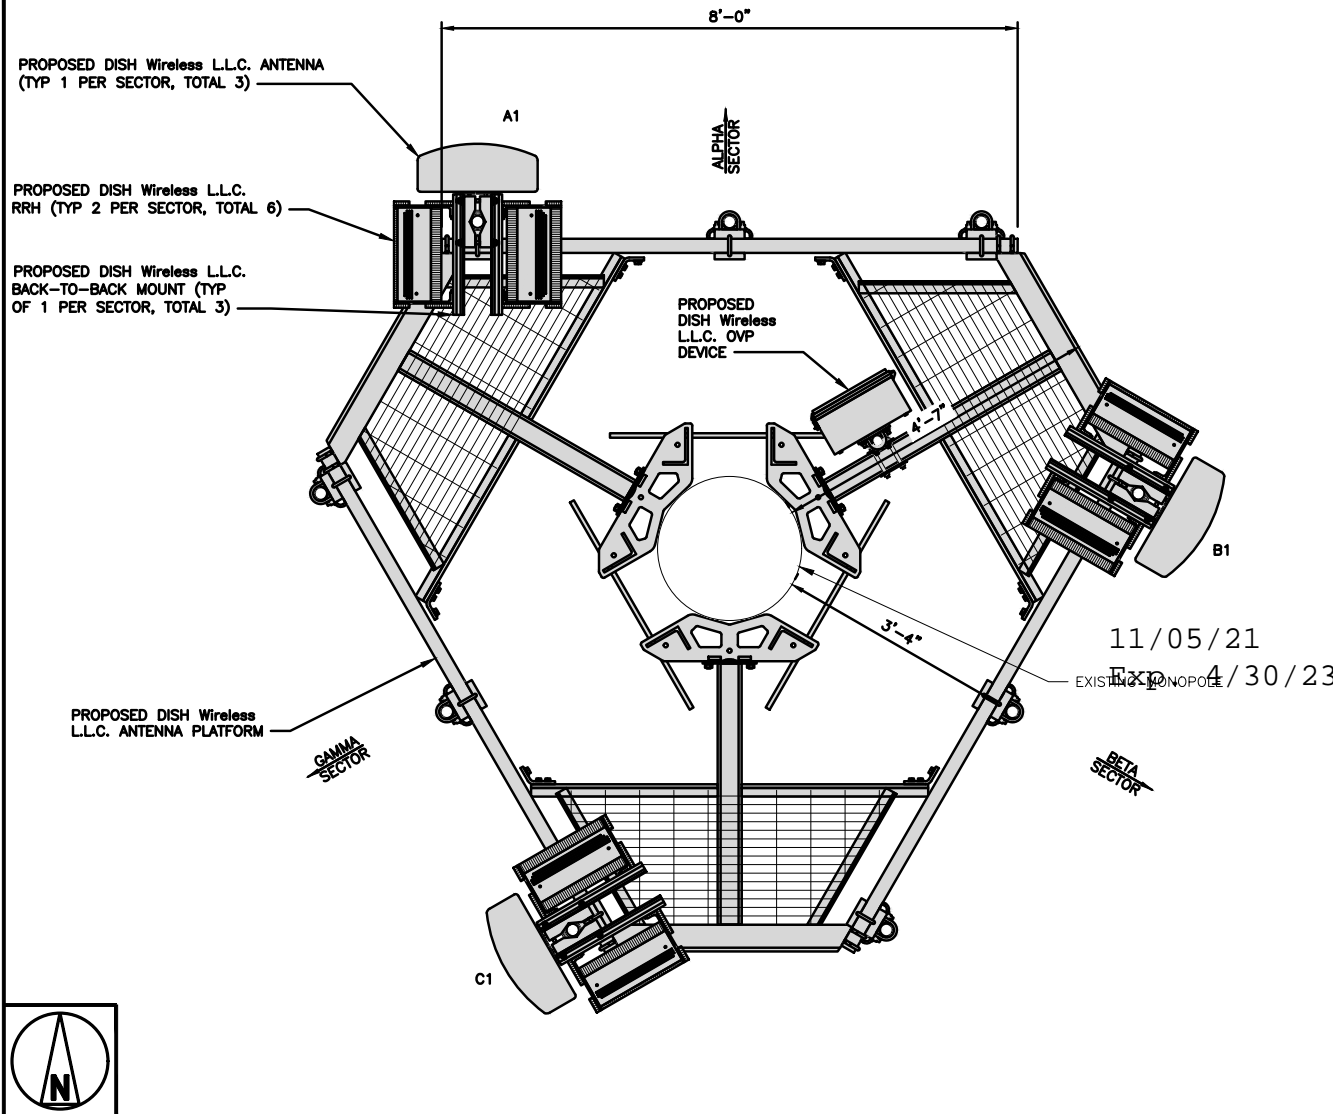 8'-0"
PROPOSED DISH Wireless L.L.C. ANTENNA
(TYP 1 PER SECTOR, TOTAL 3)
A1
ALPHA
SECTOR
PROPOSED DISH Wireless L.L.C.
RRH (TYP 2 PER SECTOR, TOTAL 6)
PROPOSED DISH Wireless L.L.C.
BACK-TO-BACK MOUNT (TYP
OF 1 PER SECTOR, TOTAL 3)
PROPOSED
DISH Wireless
L.L.C. OVP
DEVICE
4'-7"
B1
3'-4"
11/05/21
Exp. 4/30/23
EXISTING MONOPOLE
PROPOSED DISH Wireless
L.L.C. ANTENNA PLATFORM
GAMMA
SECTOR
BETA
SECTOR
C1
N